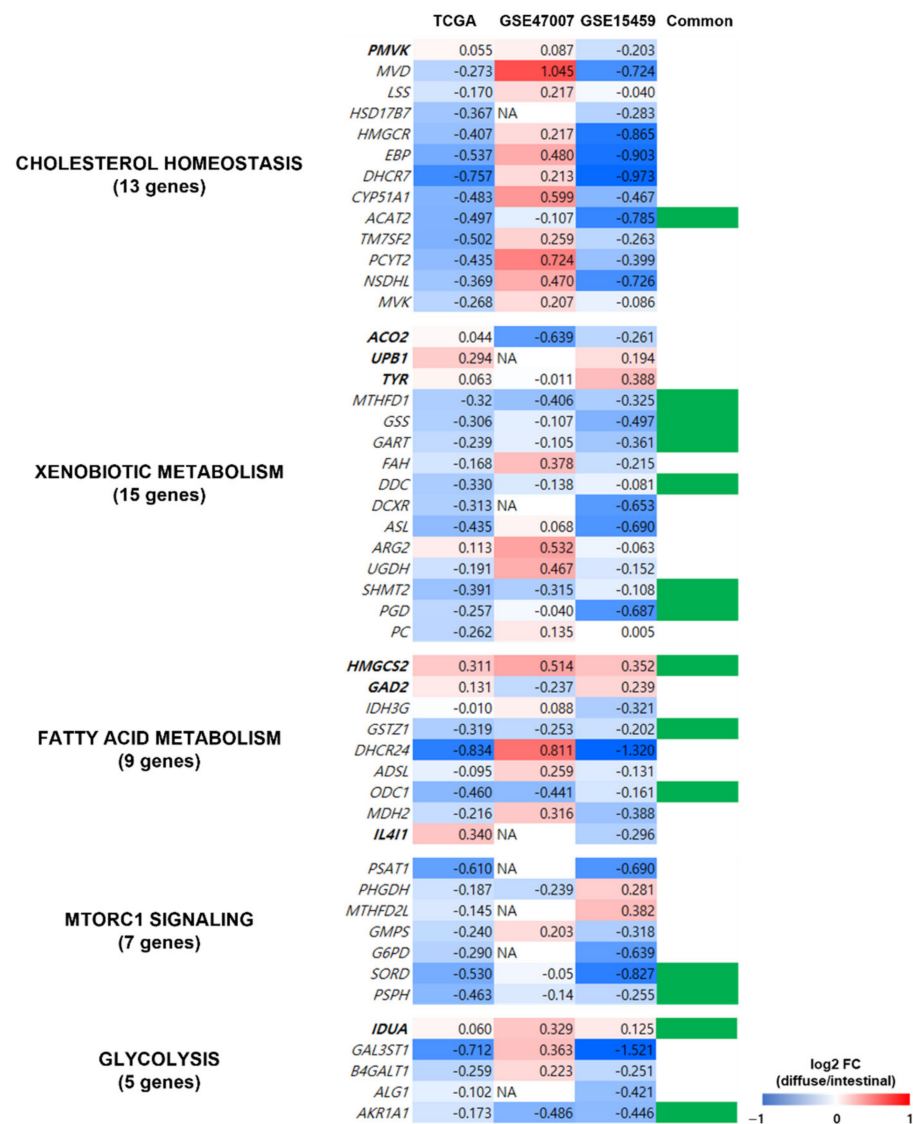 TCGA GSE47007 GSE15459 Common
PMVK 0.055 0.087 -0.203
MVD -0.273 1.045 -0.724
LSS -0.170 0.217 -0.040
HSD17B7 -0.367 NA -0.283
HMGCR -0.407 0.217 -0.865
EBP -0.537 0.480 -0.903
CHOLESTEROL HOMEOSTASIS
(13 genes)
DHCR7 -0.757 0.213 -0.973
CYP51A1 -0.483 0.599 -0.467
ACAT2 -0.497 -0.107 -0.785
TM7SF2 -0.502 0.259 -0.263
PCYT2 -0.435 0.724 -0.399
NSDHL -0.369 0.470 -0.726
MVK -0.268 0.207 -0.086
ACO2 0.044 -0.639 -0.261
UPB1 0.294 NA 0.194
TYR 0.063 -0.011 0.388
MTHFD1 -0.32 -0.406 -0.325
GSS -0.306 -0.107 -0.497
GART -0.239 -0.105 -0.361
FAH -0.168 0.378 -0.215
XENOBIOTIC METABOLISM
(15 genes)
DDC -0.330 -0.138 -0.081
DCXR -0.313 NA -0.653
ASL -0.435 0.068 -0.690
ARG2 0.113 0.532 -0.063
UGDH -0.191 0.467 -0.152
SHMT2 -0.391 -0.315 -0.108
PGD -0.257 -0.040 -0.687
PC -0.262 0.135 0.005
HMGCS2 0.311 0.514 0.352
GAD2 0.131 -0.237 0.239
IDH3G -0.010 0.088 -0.321
GSTZ1 -0.319 -0.253 -0.202
FATTY ACID METABOLISM
(9 genes)
DHCR24 -0.834 0.811 -1.320
ADSL -0.095 0.259 -0.131
ODC1 -0.460 -0.441 -0.161
MDH2 -0.216 0.316 -0.388
IL4I1 0.340 NA -0.296
PSAT1 -0.610 NA -0.690
PHGDH -0.187 -0.239 0.281
MTHFD2L -0.145 NA 0.382
MTORC1 SIGNALING
(7 genes)
GMPS -0.240 0.203 -0.318
G6PD -0.290 NA -0.639
SORD -0.530 -0.05 -0.827
PSPH -0.463 -0.14 -0.255
IDUA 0.060 0.329 0.125
GAL3ST1 -0.712 0.363 -1.521
GLYCOLYSIS
(5 genes)
B4GALT1 -0.259 0.223 -0.251
ALG1 -0.102 NA -0.421
AKR1A1 -0.173 -0.486 -0.446
log2 FC
(diffuse/intestinal)
−1 0 1